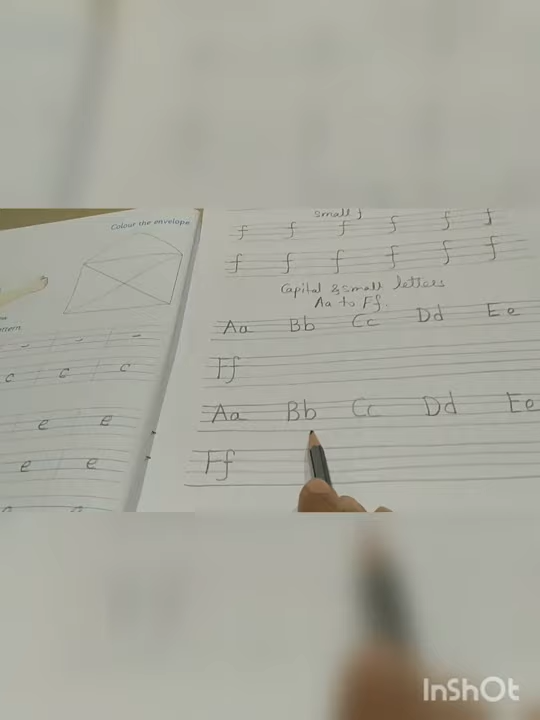 Colour the envelope
c c c
e e
e e
small f
f f f f f f
f f f f f f
Capital & small letters
Aa to Ff.
Aa Bb Cc Dd Ee
Ff
Aa Bb Cc Dd Ee
Ff
InShOt